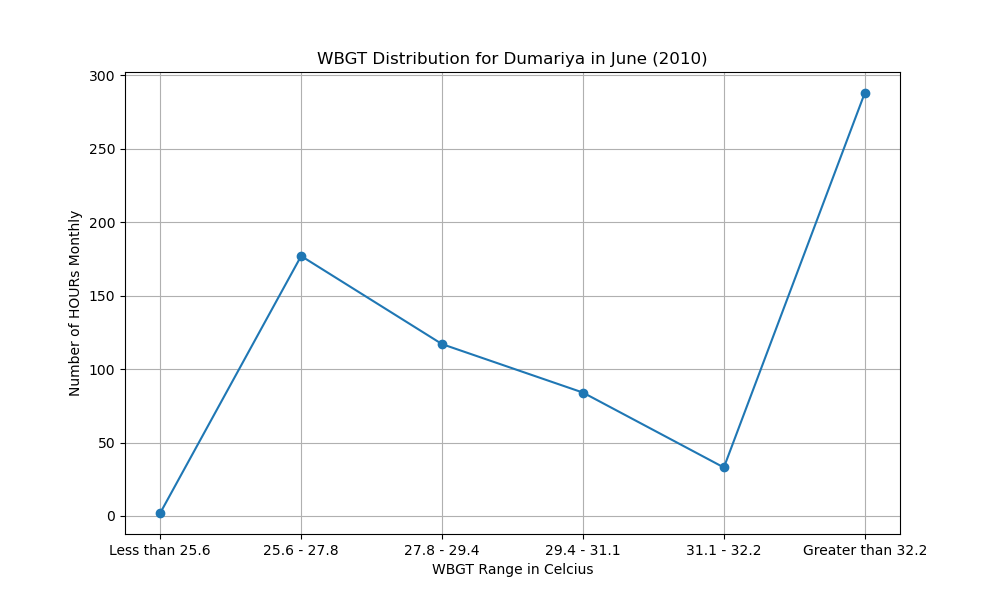 WBGT Distribution for Dumariya in June (2010)
Number of HOURs Monthly
300
250
200
150
100
50
0
Less than 25.6
25.6 - 27.8
27.8 - 29.4
29.4 - 31.1
31.1 - 32.2
Greater than 32.2
WBGT Range in Celcius